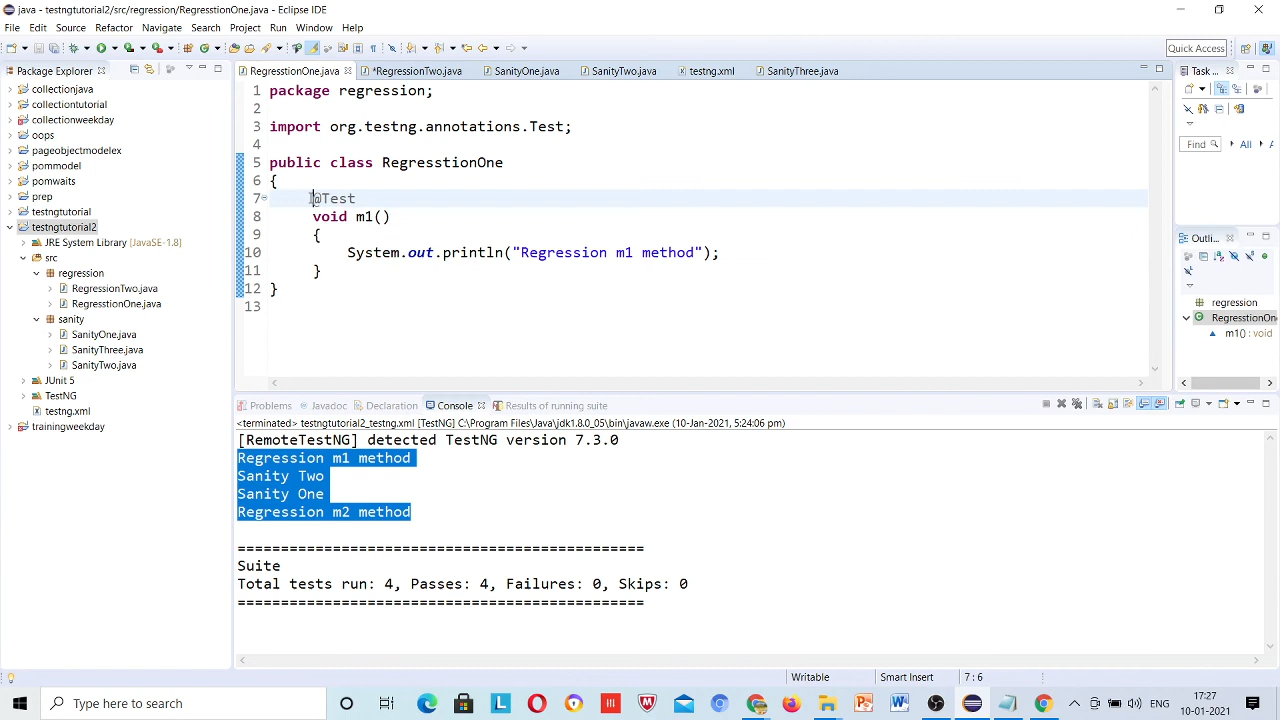 java - testngtutorial2/src/regression/RegresstionOne.java - Eclipse IDE
File Edit Source Refactor Navigate Search Project Run Window Help
Quick Access
Package Explorer
RegresstionOne.java *RegressionTwo.java SanityOne.java SanityTwo.java testng.xml SanityThree.java
Task
collectionjava
collectiontutorial
collectionweekday
oops
pageobjectmodelex
pommodel
pomwaits
prep
testngtutorial
testngtutorial2
JRE System Library [JavaSE-1.8]
src
regression
RegressionTwo.java
RegresstionOne.java
sanity
SanityOne.java
SanityThree.java
SanityTwo.java
JUnit 5
TestNG
testng.xml
trainingweekday
1 package regression;
2
3 import org.testng.annotations.Test;
4
5 public class RegresstionOne
6 {
7 @Test
8 void m1()
9 {
10 System.out.println("Regression m1 method");
11 }
12 }
13
Find All A
Outli
regression
RegresstionOn
m1() : void
Problems Javadoc Declaration Console Results of running suite
<terminated> testngtutorial2_testng.xml [TestNG] C:\Program Files\Java\jdk1.8.0_05\bin\javaw.exe (10-Jan-2021, 5:24:06 pm)
[RemoteTestNG] detected TestNG version 7.3.0
Regression m1 method
Sanity Two
Sanity One
Regression m2 method
===============================================
Suite
Total tests run: 4, Passes: 4, Failures: 0, Skips: 0
===============================================
Writable Smart Insert 7 : 6
Type here to search
ENG 17:27
10-01-2021